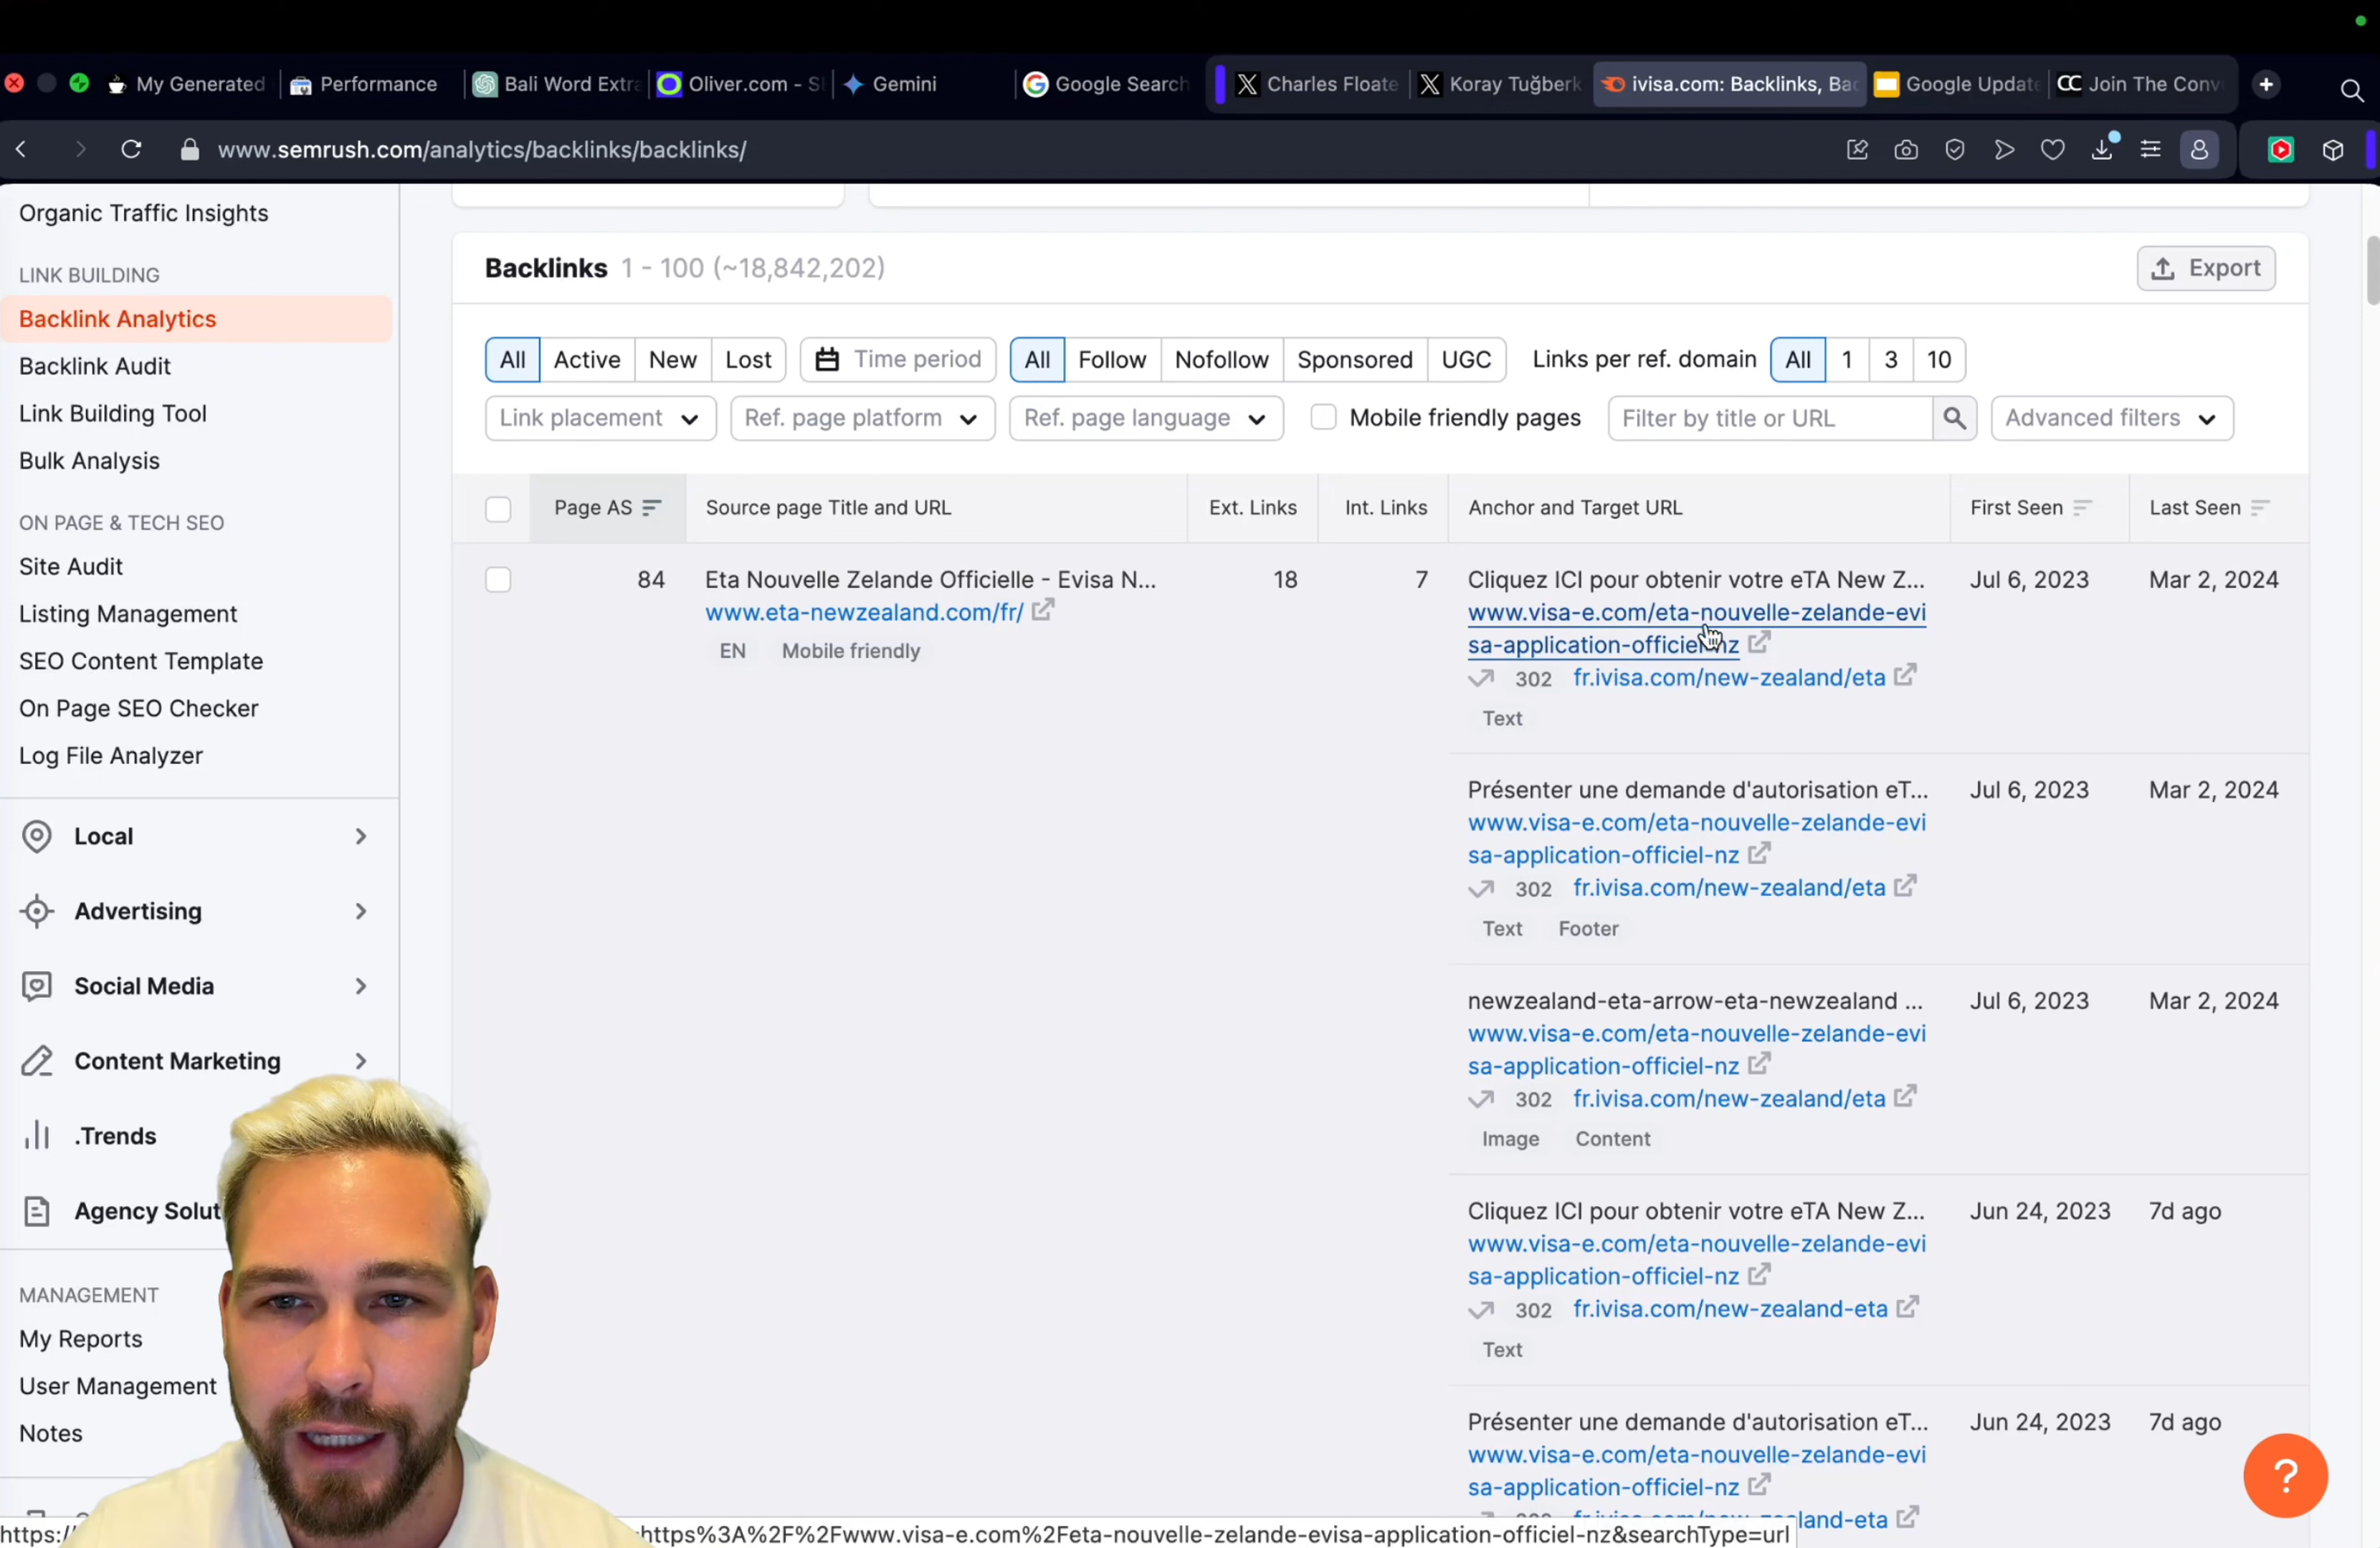 My Generated
Performance
Bali Word Extra
Oliver.com - S
Gemini
Google Search
Charles Floate
Koray Tuğberk
ivisa.com: Backlinks, Bac
Google Update
Join The Conv
www.semrush.com/analytics/backlinks/backlinks/
Organic Traffic Insights
LINK BUILDING
Backlink Analytics
Backlink Audit
Link Building Tool
Bulk Analysis
ON PAGE & TECH SEO
Site Audit
Listing Management
SEO Content Template
On Page SEO Checker
Log File Analyzer
Local
Advertising
Social Media
Content Marketing
.Trends
Agency Solut
MANAGEMENT
My Reports
User Management
Notes
Backlinks 1 - 100 (~18,842,202)
Export
All Active New Lost Time period All Follow Nofollow Sponsored UGC Links per ref. domain All 1 3 10
Link placement Ref. page platform Ref. page language Mobile friendly pages Filter by title or URL Advanced filters
Page AS Source page Title and URL Ext. Links Int. Links Anchor and Target URL First Seen Last Seen
84 Eta Nouvelle Zelande Officielle - Evisa N... 18 7 Cliquez ICI pour obtenir votre eTA New Z... Jul 6, 2023 Mar 2, 2024
www.eta-newzealand.com/fr/ www.visa-e.com/eta-nouvelle-zelande-evi
EN Mobile friendly sa-application-officiel-nz
302 fr.ivisa.com/new-zealand/eta
Text
Présenter une demande d'autorisation eT... Jul 6, 2023 Mar 2, 2024
www.visa-e.com/eta-nouvelle-zelande-evi
sa-application-officiel-nz
302 fr.ivisa.com/new-zealand/eta
Text Footer
newzealand-eta-arrow-eta-newzealand ... Jul 6, 2023 Mar 2, 2024
www.visa-e.com/eta-nouvelle-zelande-evi
sa-application-officiel-nz
302 fr.ivisa.com/new-zealand/eta
Image Content
Cliquez ICI pour obtenir votre eTA New Z... Jun 24, 2023 7d ago
www.visa-e.com/eta-nouvelle-zelande-evi
sa-application-officiel-nz
302 fr.ivisa.com/new-zealand-eta
Text
Présenter une demande d'autorisation eT... Jun 24, 2023 7d ago
www.visa-e.com/eta-nouvelle-zelande-evi
sa-application-officiel-nz
land-eta
?
https:/ https%3A%2F%2Fwww.visa-e.com%2Feta-nouvelle-zelande-evisa-application-officiel-nz&searchType=url